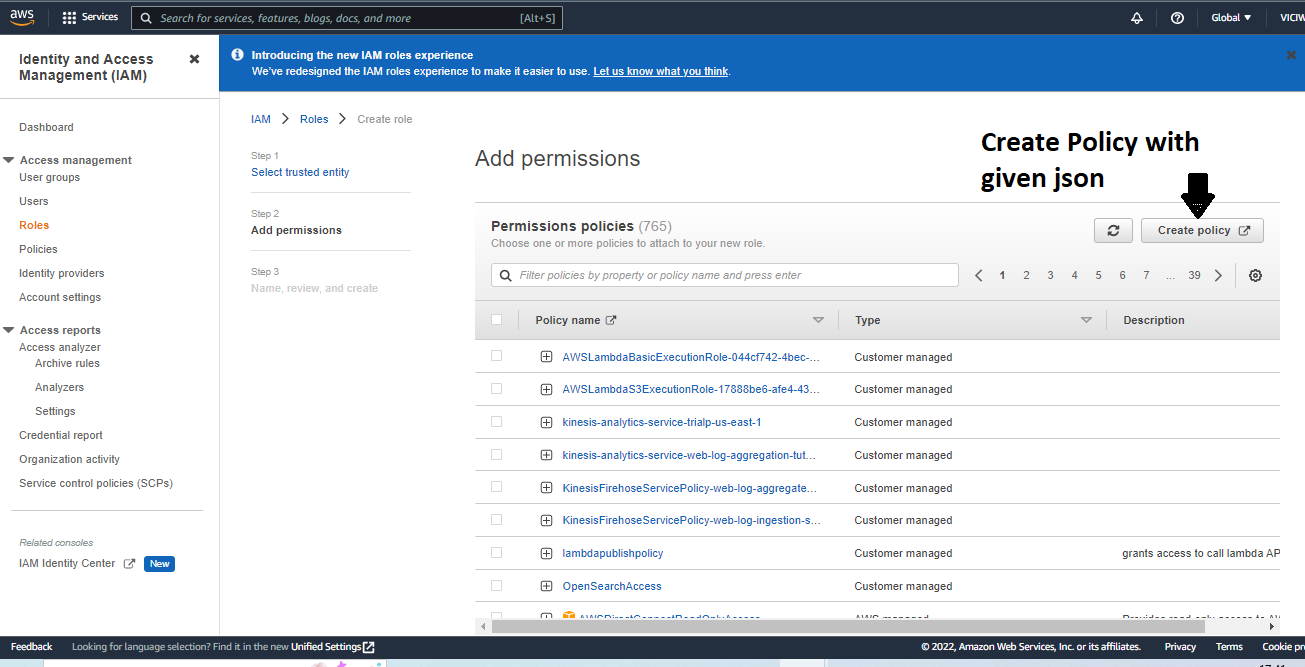 aws
Services
Search for services, features, blogs, docs, and more
[Alt+S]
Global
Identity and Access
Management (IAM)
Introducing the new IAM roles experience
We've redesigned the IAM roles experience to make it easier to use. Let us know what you think.
Dashboard
Access management
User groups
Users
Roles
Policies
Identity providers
Account settings
Access reports
Access analyzer
Archive rules
Analyzers
Settings
Credential report
Organization activity
Service control policies (SCPs)
Related consoles
IAM Identity Center
New
IAM > Roles > Create role
Step 1
Select trusted entity
Step 2
Add permissions
Step 3
Name, review, and create
Add permissions
Create Policy with
given json
Permissions policies (765)
Choose one or more policies to attach to your new role.
Create policy
Filter policies by property or policy name and press enter
1 2 3 4 5 6 7 ... 39
Policy name Type Description
AWSLambdaBasicExecutionRole-044cf742-4bec-... Customer managed
AWSLambdaS3ExecutionRole-17888be6-afe4-43... Customer managed
kinesis-analytics-service-trialp-us-east-1 Customer managed
kinesis-analytics-service-web-log-aggregation-tut... Customer managed
KinesisFirehoseServicePolicy-web-log-aggregate... Customer managed
KinesisFirehoseServicePolicy-web-log-ingestion-s... Customer managed
lambdapublishpolicy Customer managed grants access to call lambda AP
OpenSearchAccess Customer managed
AWSDirectConnectReadOnlyAccess AWS managed Provides read only access to
Feedback
Looking for language selection? Find it in the new Unified Settings
© 2022, Amazon Web Services, Inc. or its affiliates.
Privacy
Terms
Cookie